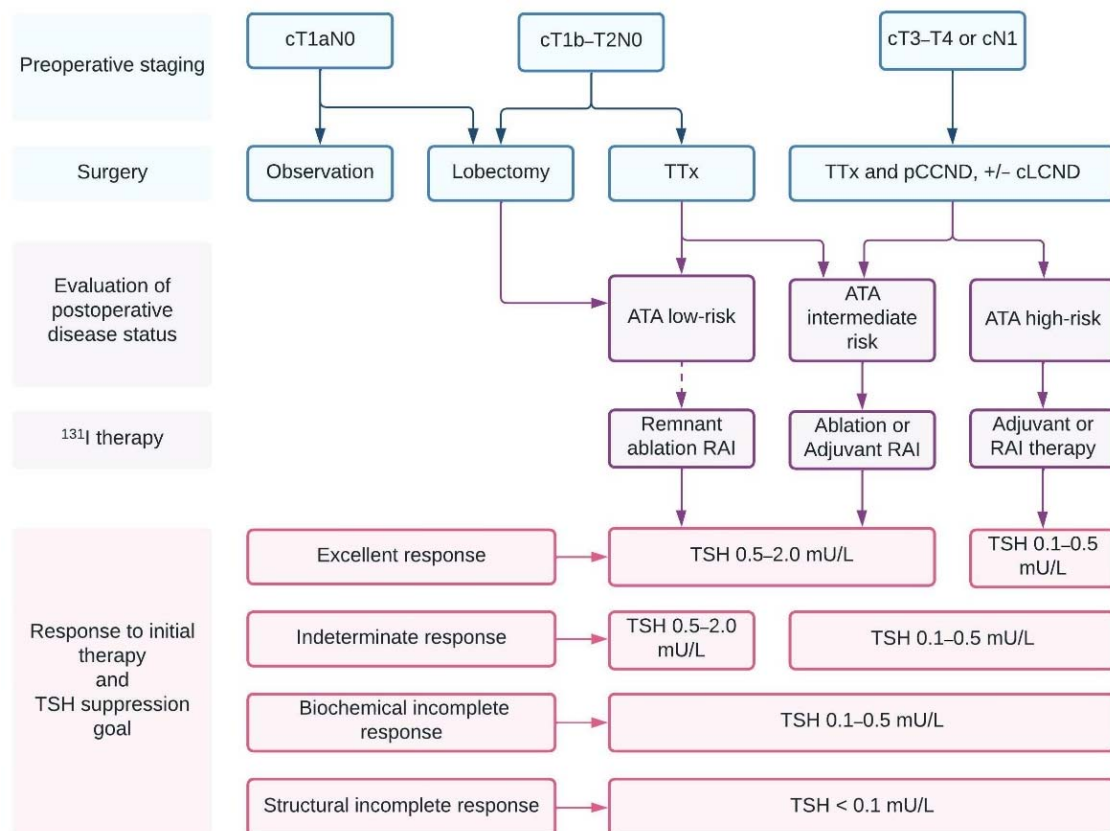 Preoperative staging
cT1aN0
cT1b–T2N0
cT3–T4 or cN1
Surgery
Observation
Lobectomy
TTx
TTx and pCCND, +/– cLCND
Evaluation of
postoperative
disease status
ATA low-risk
ATA
intermediate
risk
ATA high-risk
¹³¹I therapy
Remnant
ablation RAI
Ablation or
Adjuvant RAI
Adjuvant or
RAI therapy
Response to initial
therapy
and
TSH suppression
goal
Excellent response
TSH 0.5–2.0 mU/L
TSH 0.1–0.5
mU/L
Indeterminate response
TSH 0.5–2.0
mU/L
TSH 0.1–0.5 mU/L
Biochemical incomplete
response
TSH 0.1–0.5 mU/L
Structural incomplete response
TSH < 0.1 mU/L